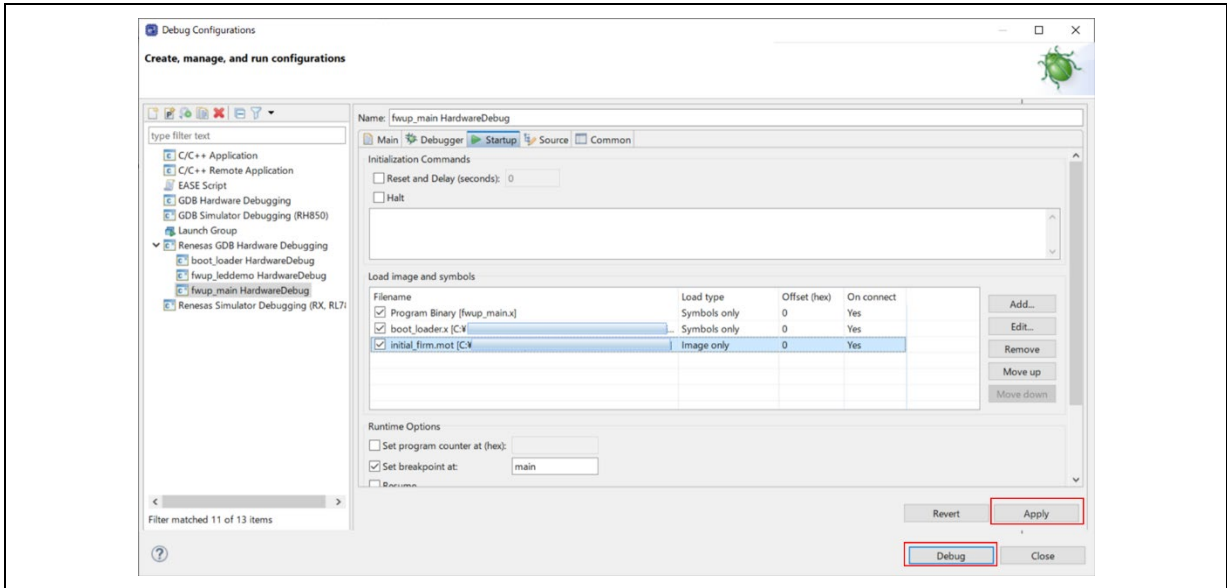 Debug Configurations
Create, manage, and run configurations
type filter text
C/C++ Application
C/C++ Remote Application
EASE Script
GDB Hardware Debugging
GDB Simulator Debugging (RH850)
Launch Group
Renesas GDB Hardware Debugging
boot_loader HardwareDebug
fwup_leddemo HardwareDebug
fwup_main HardwareDebug
Renesas Simulator Debugging (RX, RL7
Filter matched 11 of 13 items
Name: fwup_main HardwareDebug
Main Debugger Startup Source Common
Initialization Commands
Reset and Delay (seconds): 0
Halt
Load image and symbols
Filename Load type Offset (hex) On connect
Program Binary [fwup_main.x] Symbols only 0 Yes
boot_loader.x [C:¥ ... Symbols only 0 Yes
initial_firm.mot [C:¥ ] Image only 0 Yes
Add...
Edit...
Remove
Move up
Move down
Runtime Options
Set program counter at (hex):
Set breakpoint at: main
Resume
Revert Apply
? Debug Close